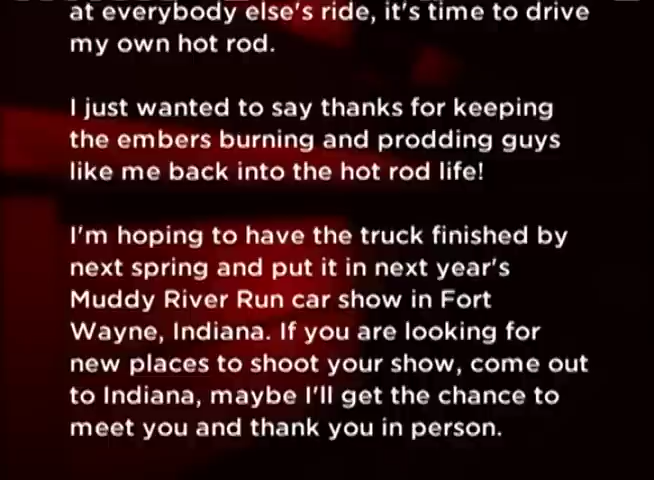 at everybody else's ride, it's time to drive
my own hot rod.
I just wanted to say thanks for keeping
the embers burning and prodding guys
like me back into the hot rod life!
I'm hoping to have the truck finished by
next spring and put it in next year's
Muddy River Run car show in Fort
Wayne, Indiana. If you are looking for
new places to shoot your show, come out
to Indiana, maybe I'll get the chance to
meet you and thank you in person.